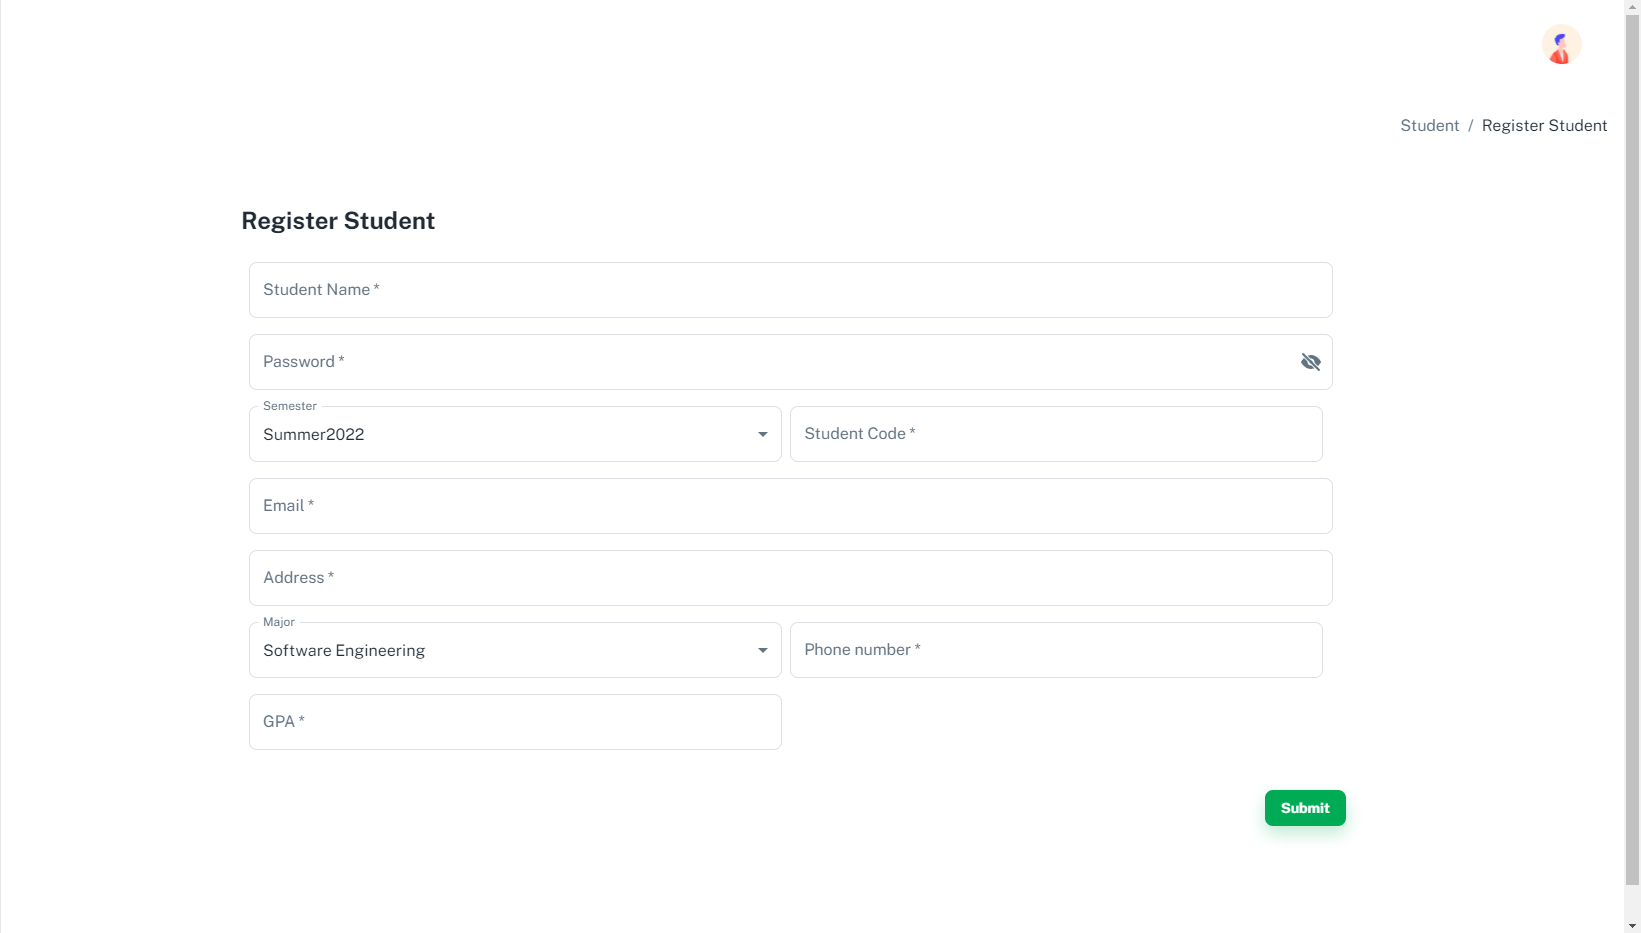 Student / Register Student
Register Student
Student Name *
Password *
Semester
Summer2022
Student Code *
Email *
Address *
Major
Software Engineering
Phone number *
GPA *
Submit